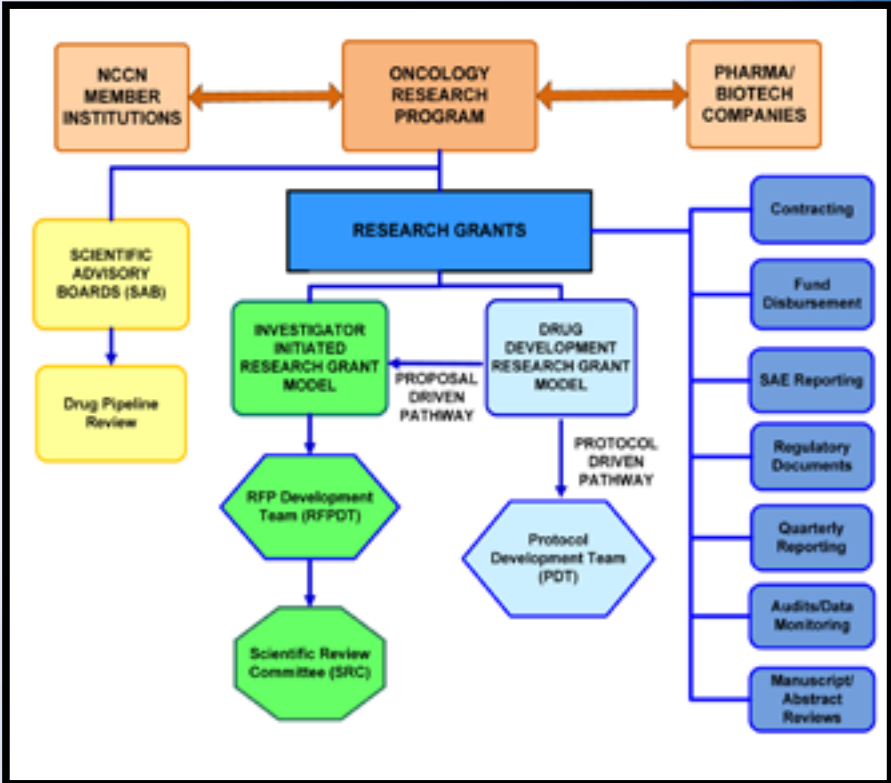 NCCN
MEMBER
INSTITUTIONS
ONCOLOGY
RESEARCH
PROGRAM
PHARMA/
BIOTECH
COMPANIES
RESEARCH GRANTS
SCIENTIFIC
ADVISORY
BOARDS (SAB)
Drug Pipeline
Review
INVESTIGATOR
INITIATED
RESEARCH GRANT
MODEL
PROPOSAL
DRIVEN
PATHWAY
DRUG
DEVELOPMENT
RESEARCH GRANT
MODEL
PROTOCOL
DRIVEN
PATHWAY
RFP Development
Team (RFPDT)
Protocol
Development Team
(PDT)
Scientific Review
Committee (SRC)
Contracting
Fund
Disbursement
SAE Reporting
Regulatory
Documents
Quarterly
Reporting
Audits/Data
Monitoring
Manuscript/
Abstract
Reviews